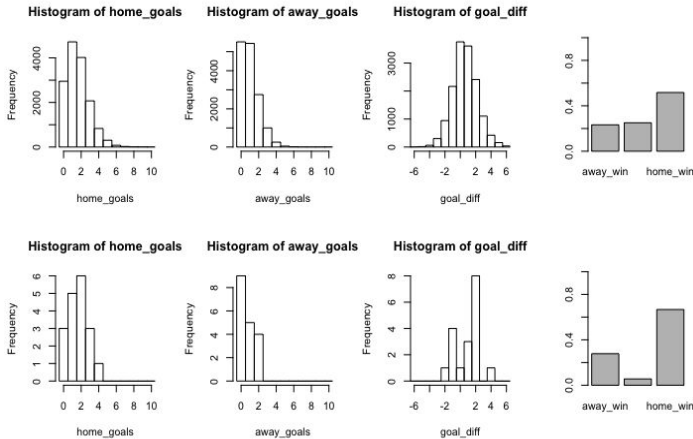 Histogram of home_goals
Frequency
0 2000 4000
0 2 4 6 8 10
home_goals
Histogram of away_goals
Frequency
0 2000 4000
0 2 4 6 8 10
away_goals
Histogram of goal_diff
Frequency
0 1000 3000
-6 -2 2 4 6
goal_diff
0.0 0.4 0.8
away_win home_win
Histogram of home_goals
Frequency
0 1 2 3 4 5 6
0 2 4 6 8 10
home_goals
Histogram of away_goals
Frequency
0 2 4 6 8
0 2 4 6 8 10
away_goals
Histogram of goal_diff
Frequency
0 2 4 6 8
-6 -2 2 4 6
goal_diff
0.0 0.4 0.8
away_win home_win